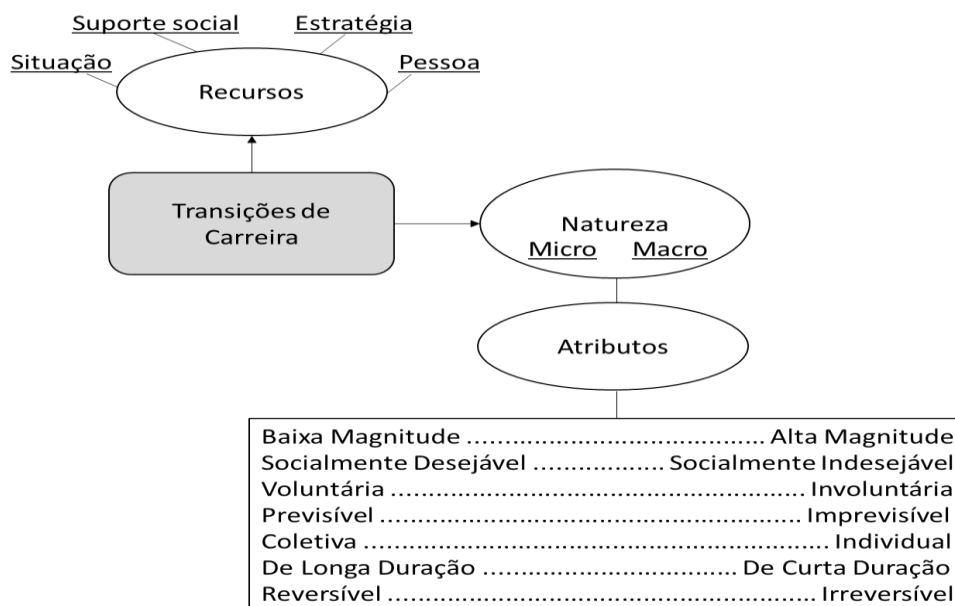 Suporte social Estratégia
Situação Pessoa
Recursos
Transições de
Carreira
Natureza
Micro Macro
Atributos
Baixa Magnitude ........................................ Alta Magnitude
Socialmente Desejável .................. Socialmente Indesejável
Voluntária ....................................................... Involuntária
Previsível ........................................................ Imprevisível
Coletiva .............................................................. Individual
De Longa Duração ................................. De Curta Duração
Reversível .......................................................... Irreversível